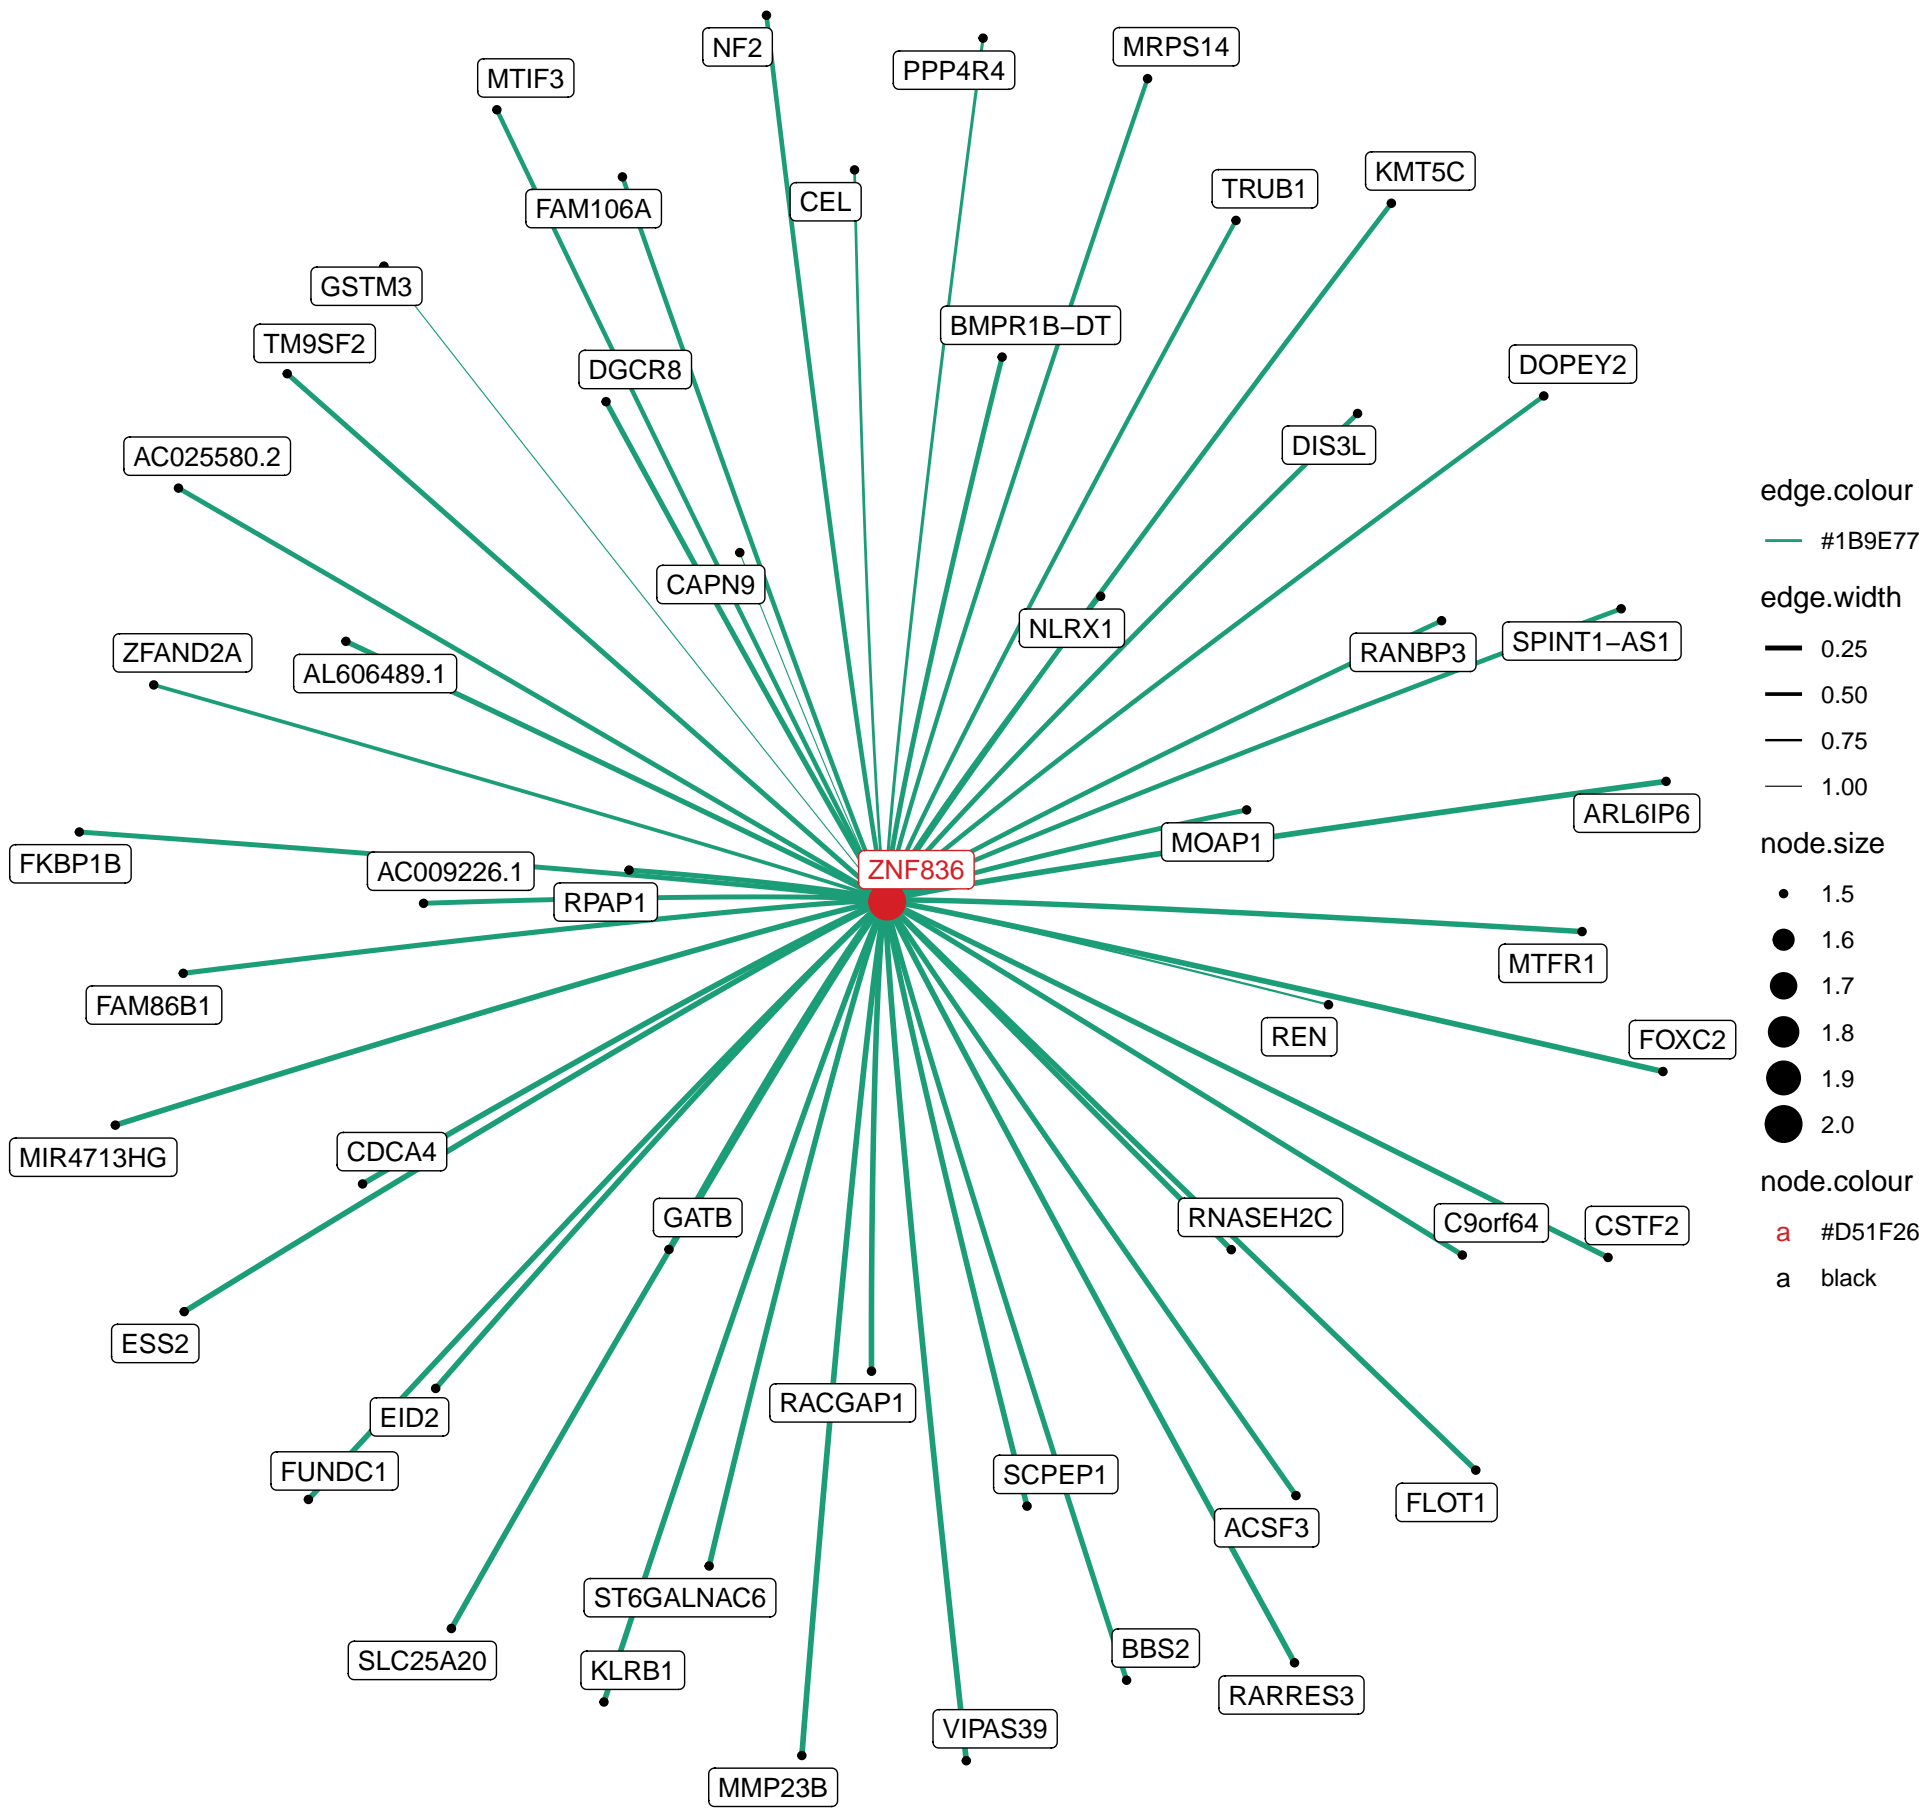 NF2
MRPS14
PPP4R4
MTIF3
KMT5C
TRUB1
CEL
FAM106A
GSTM3
BMPR1B−DT
TM9SF2
DOPEY2
DGCR8
DIS3L
AC025580.2
CAPN9
NLRX1
SPINT1−AS1
RANBP3
ZFAND2A
AL606489.1
ARL6IP6
MOAP1
FKBP1B
ZNF836
AC009226.1
RPAP1
MTFR1
FAM86B1
REN
FOXC2
CDCA4
MIR4713HG
GATB
RNASEH2C
C9orf64
CSTF2
ESS2
RACGAP1
EID2
FUNDC1
SCPEP1
FLOT1
ACSF3
ST6GALNAC6
BBS2
SLC25A20
KLRB1
RARRES3
VIPAS39
MMP23B
edge.colour
#1B9E77
edge.width
0.25
0.50
0.75
1.00
node.size
1.5
1.6
1.7
1.8
1.9
2.0
node.colour
a #D51F26
a black